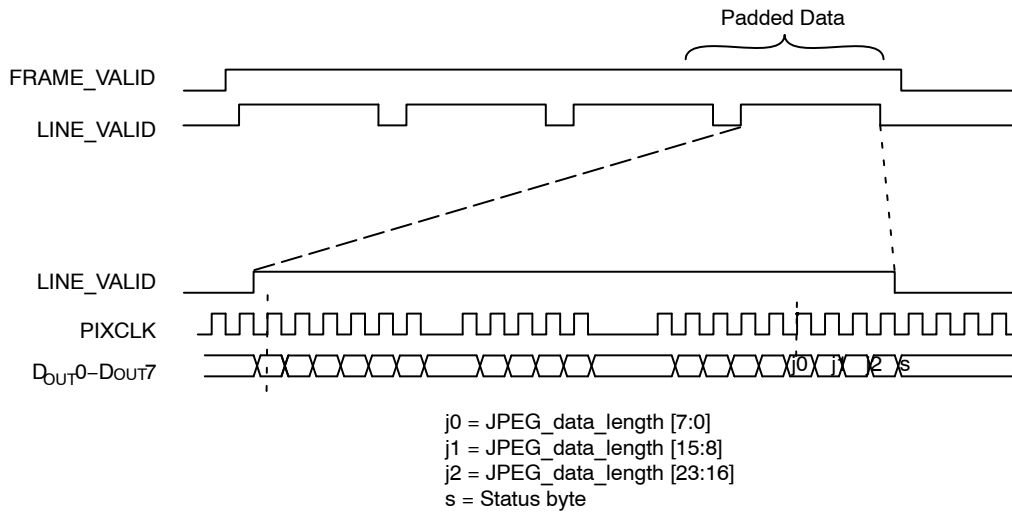 Padded Data
FRAME_VALID
LINE_VALID
LINE_VALID
PIXCLK
DOUT0–DOUT7
j0 j1 j2 s
j0 = JPEG_data_length [7:0]
j1 = JPEG_data_length [15:8]
j2 = JPEG_data_length [23:16]
s = Status byte